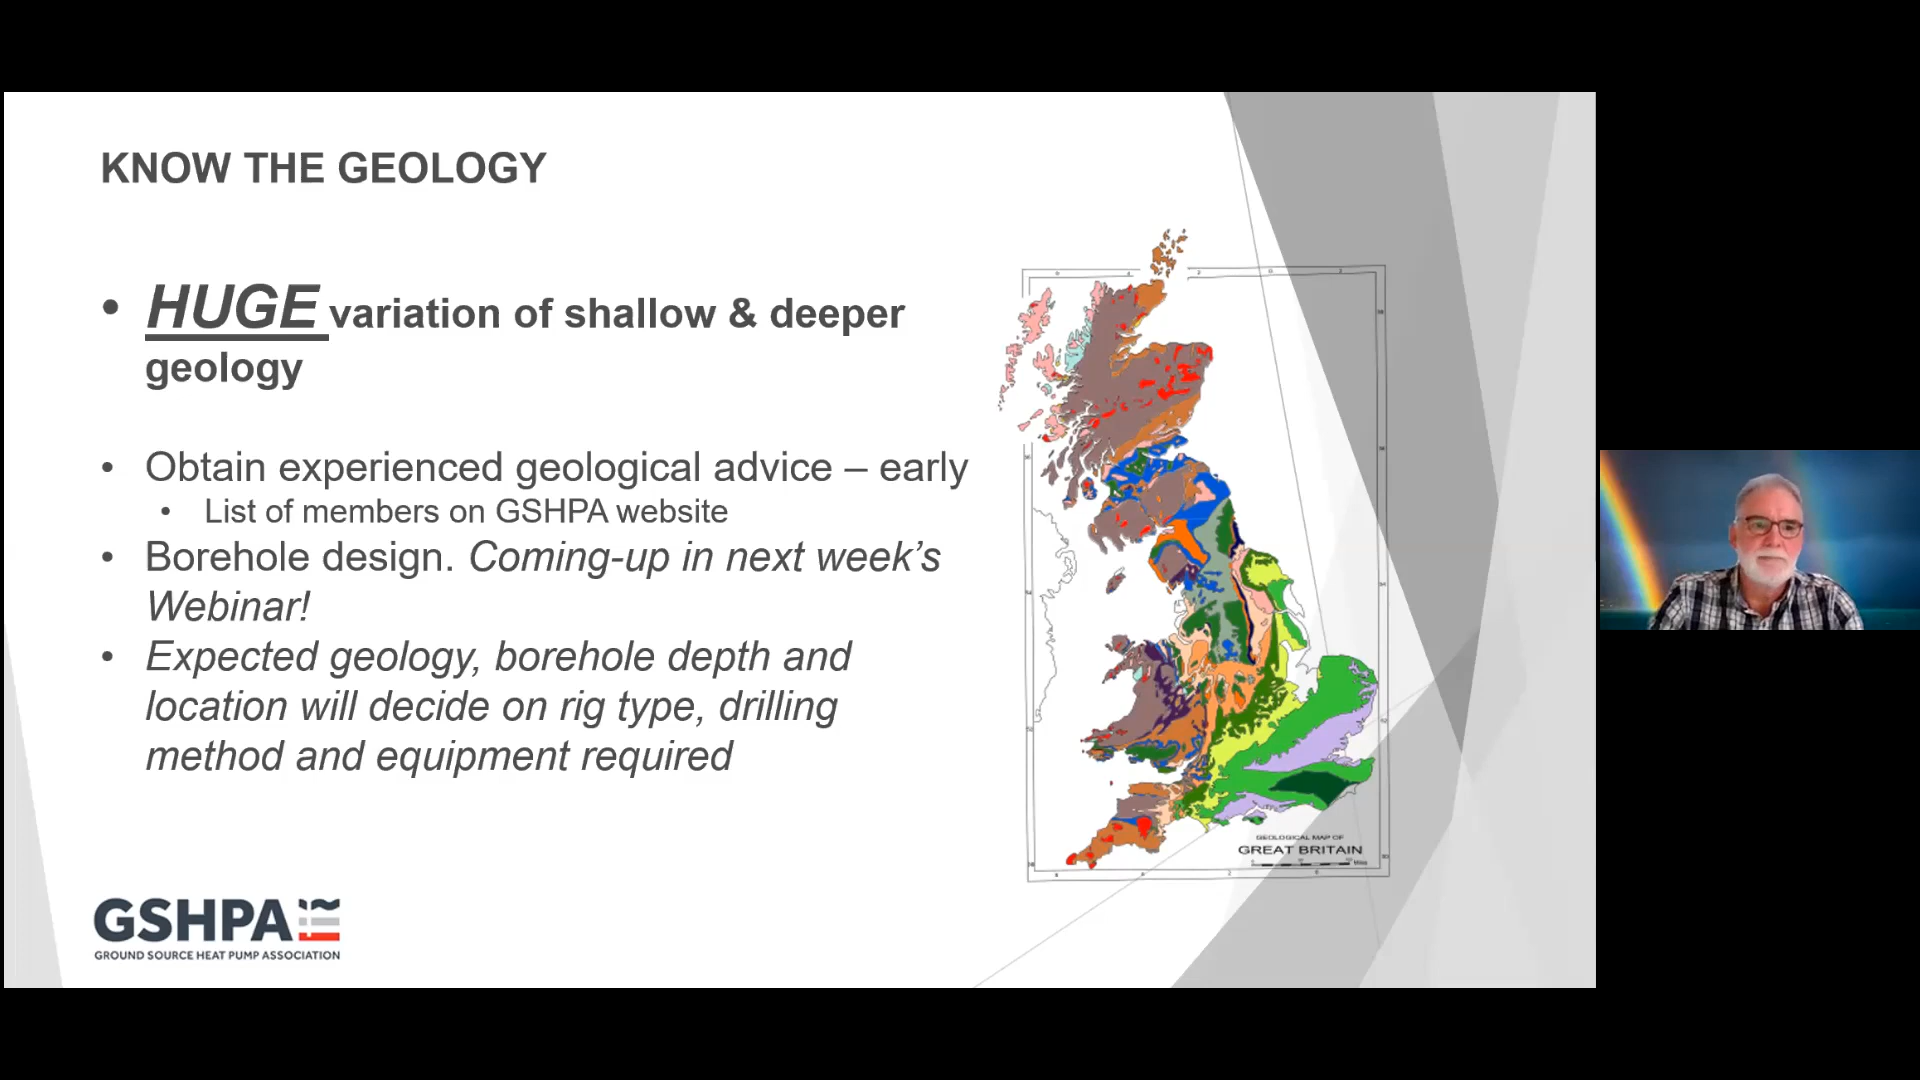 KNOW THE GEOLOGY
• HUGE variation of shallow & deeper
geology
• Obtain experienced geological advice – early
• List of members on GSHPA website
• Borehole design. Coming-up in next week’s
Webinar!
• Expected geology, borehole depth and
location will decide on rig type, drilling
method and equipment required
GEOLOGICAL MAP OF
GREAT BRITAIN
GSHPA
GROUND SOURCE HEAT PUMP ASSOCIATION